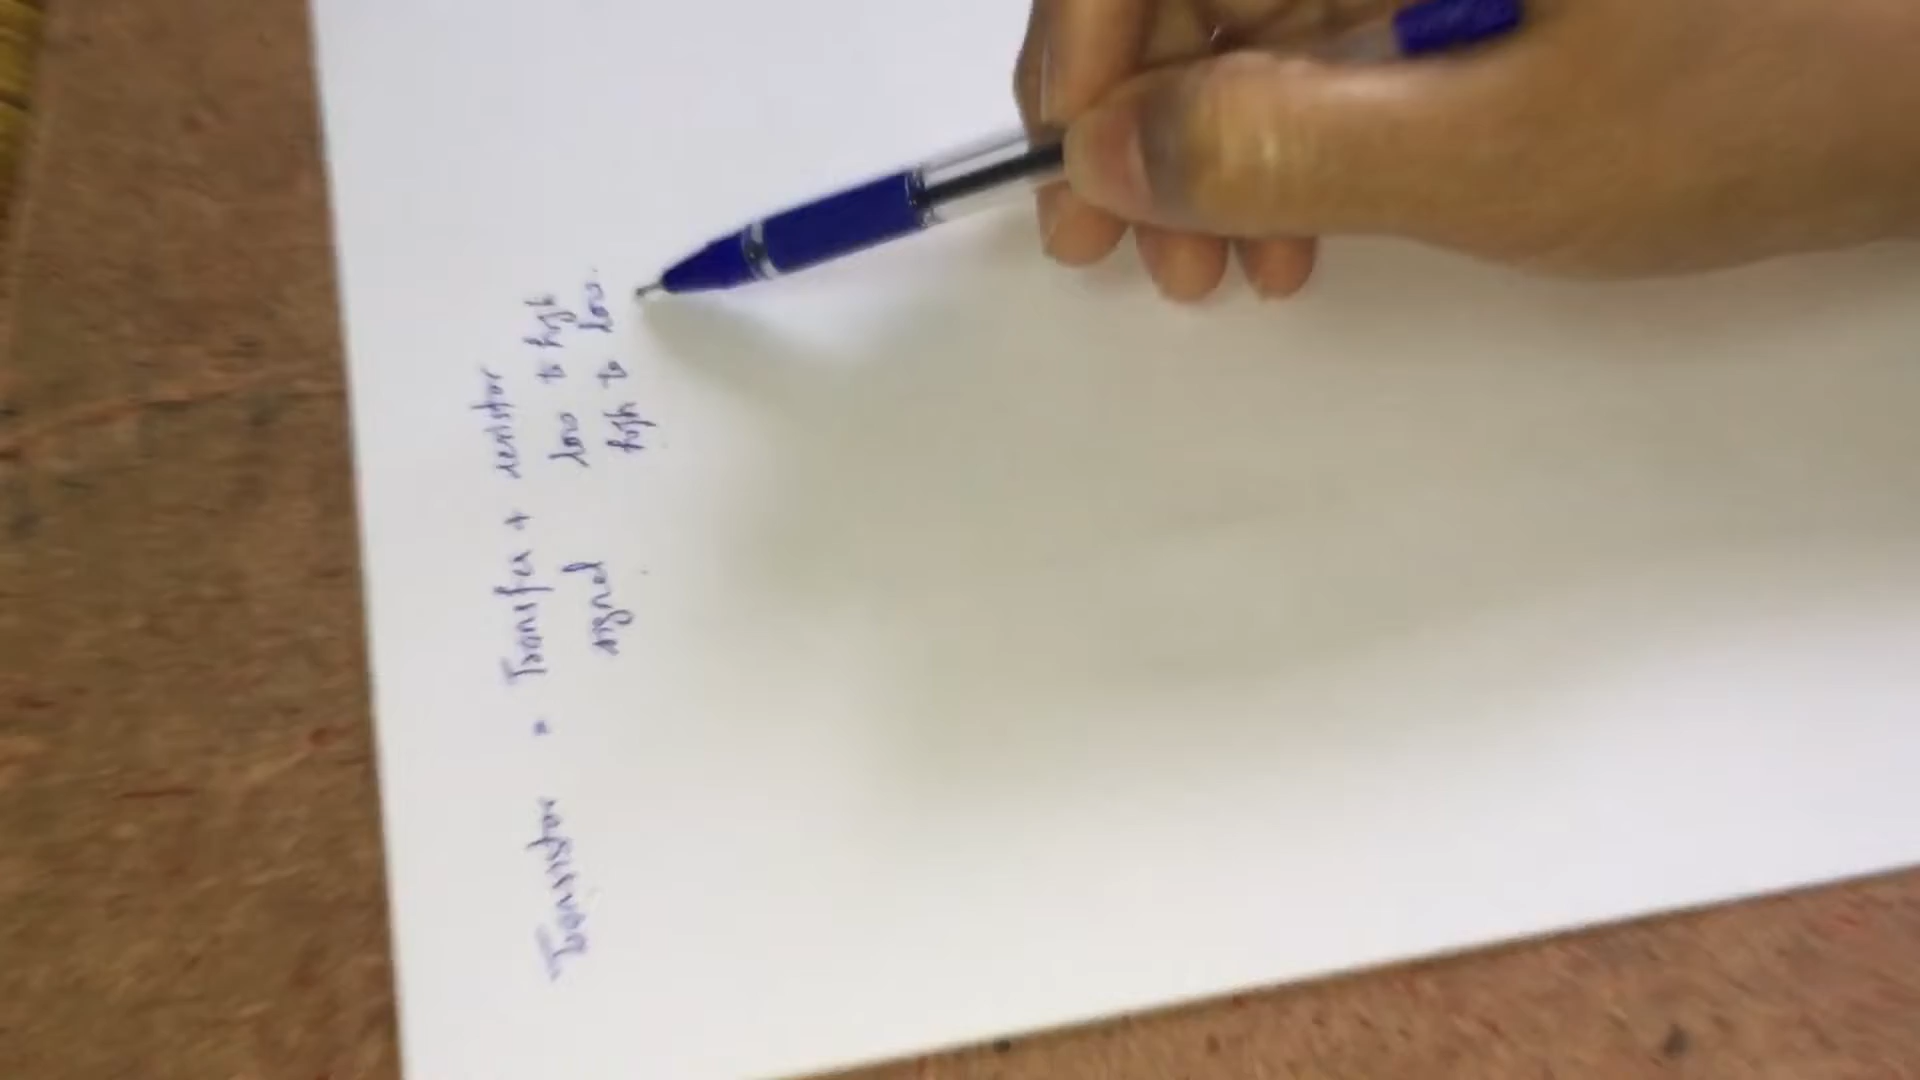 Transistor = Transfer + resistor
signal low to high
high to low.